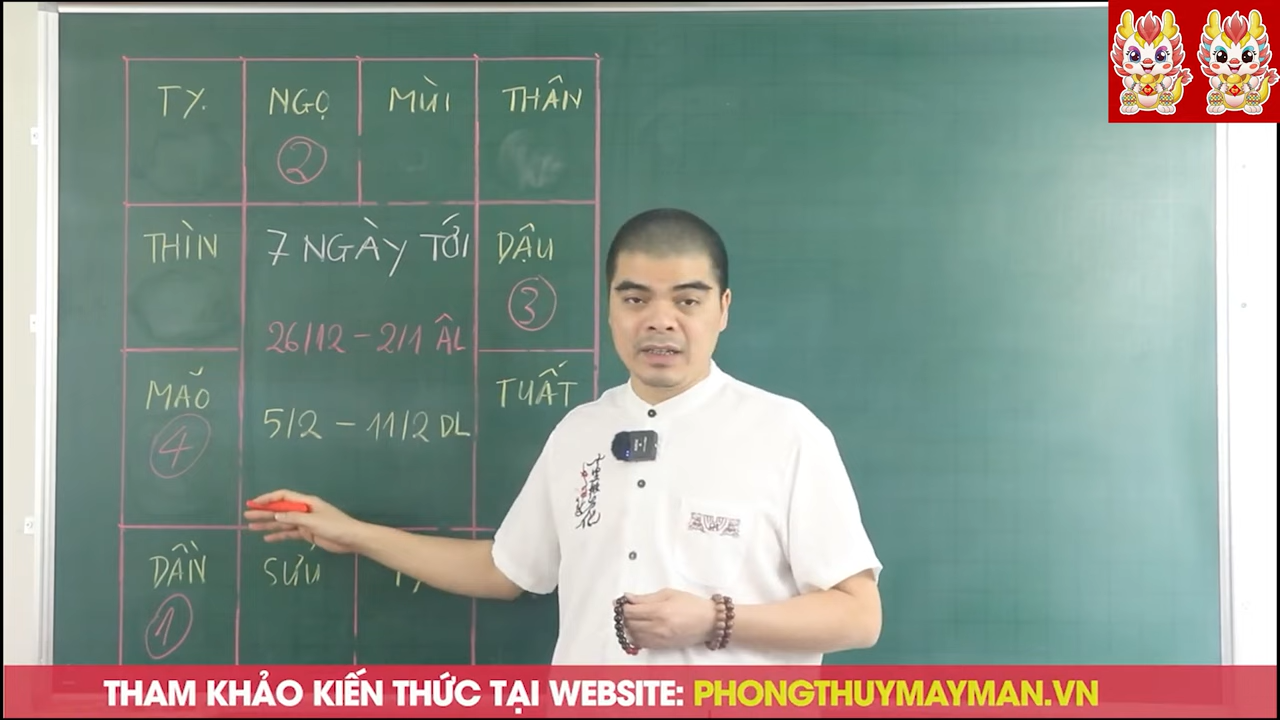 TỴ.
NGỌ
MÙI
THÂN
2
THÌN
7 NGÀY TỚI
DẬU
3
26/12 - 2/1 ÂL
MÃO
TUẤT
4
5/2 - 11/2 DL
DẦN
SỬU
1
THAM KHẢO KIẾN THỨC TẠI WEBSITE: PHONGTHUYMAYMAN.VN